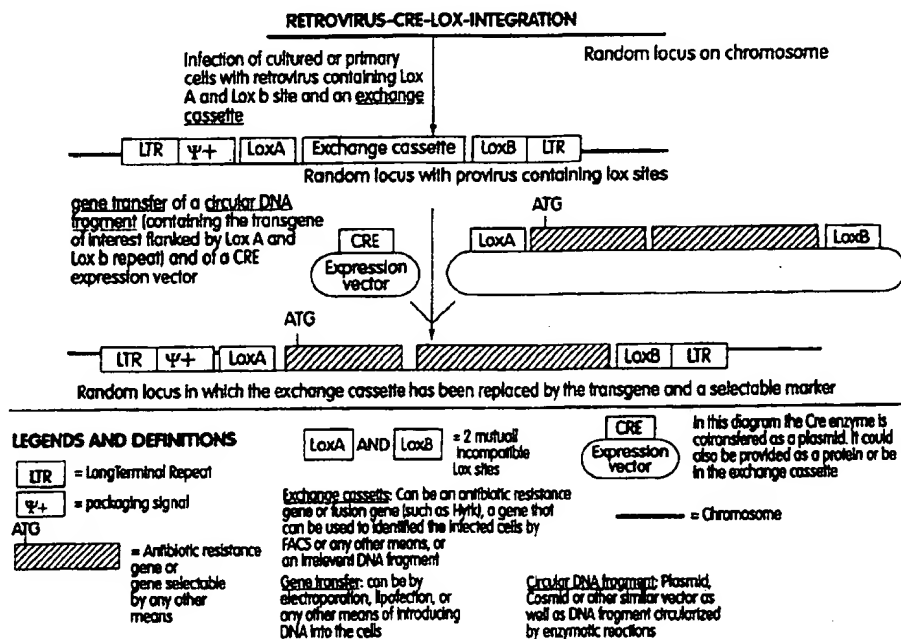 RETROVIRUS-CRE-LOX-INTEGRATION
Infection of cultured or primary
cells with retrovirus containing Lox
A and Lox b site and an exchange
cassette
Random locus on chromosome
LTR Ψ+ LoxA Exchange cassette LoxB LTR
Random locus with provirus containing lox sites
gene transfer of a circular DNA
fragment (containing the transgene
of interest flanked by Lox A and
Lox b repeat) and of a CRE
expression vector
CRE
Expression
vector
ATG
LoxA LoxB
ATG
LTR Ψ+ LoxA LoxB LTR
Random locus in which the exchange cassette has been replaced by the transgene and a selectable marker
LEGENDS AND DEFINITIONS
LTR = LongTerminal Repeat
Ψ+ = packaging signal
ATG
= Antibiotic resistance
gene or
gene selectable
by any other
means
LoxA AND LoxB = 2 mutuall
incompatible
Lox sites
Exchange cassette: Can be an antibiotic resistance
gene or fusion gene (such as Hytk), a gene that
can be used to identified the infected cells by
FACS or any other means, or
an irrelevent DNA fragment
Gene transfer: can be by
electroporation, lipofection, or
any other means of introducing
DNA into the cells
CRE
Expression
vector
In this diagram the Cre enzyme is
cotransfered as a plasmid. It could
also be provided as a protein or be
in the exchange cassette
= Chromosome
Circular DNA fragment: Plasmid,
Cosmid or other similar vector as
well as DNA fragment circularized
by enzymatic reactions